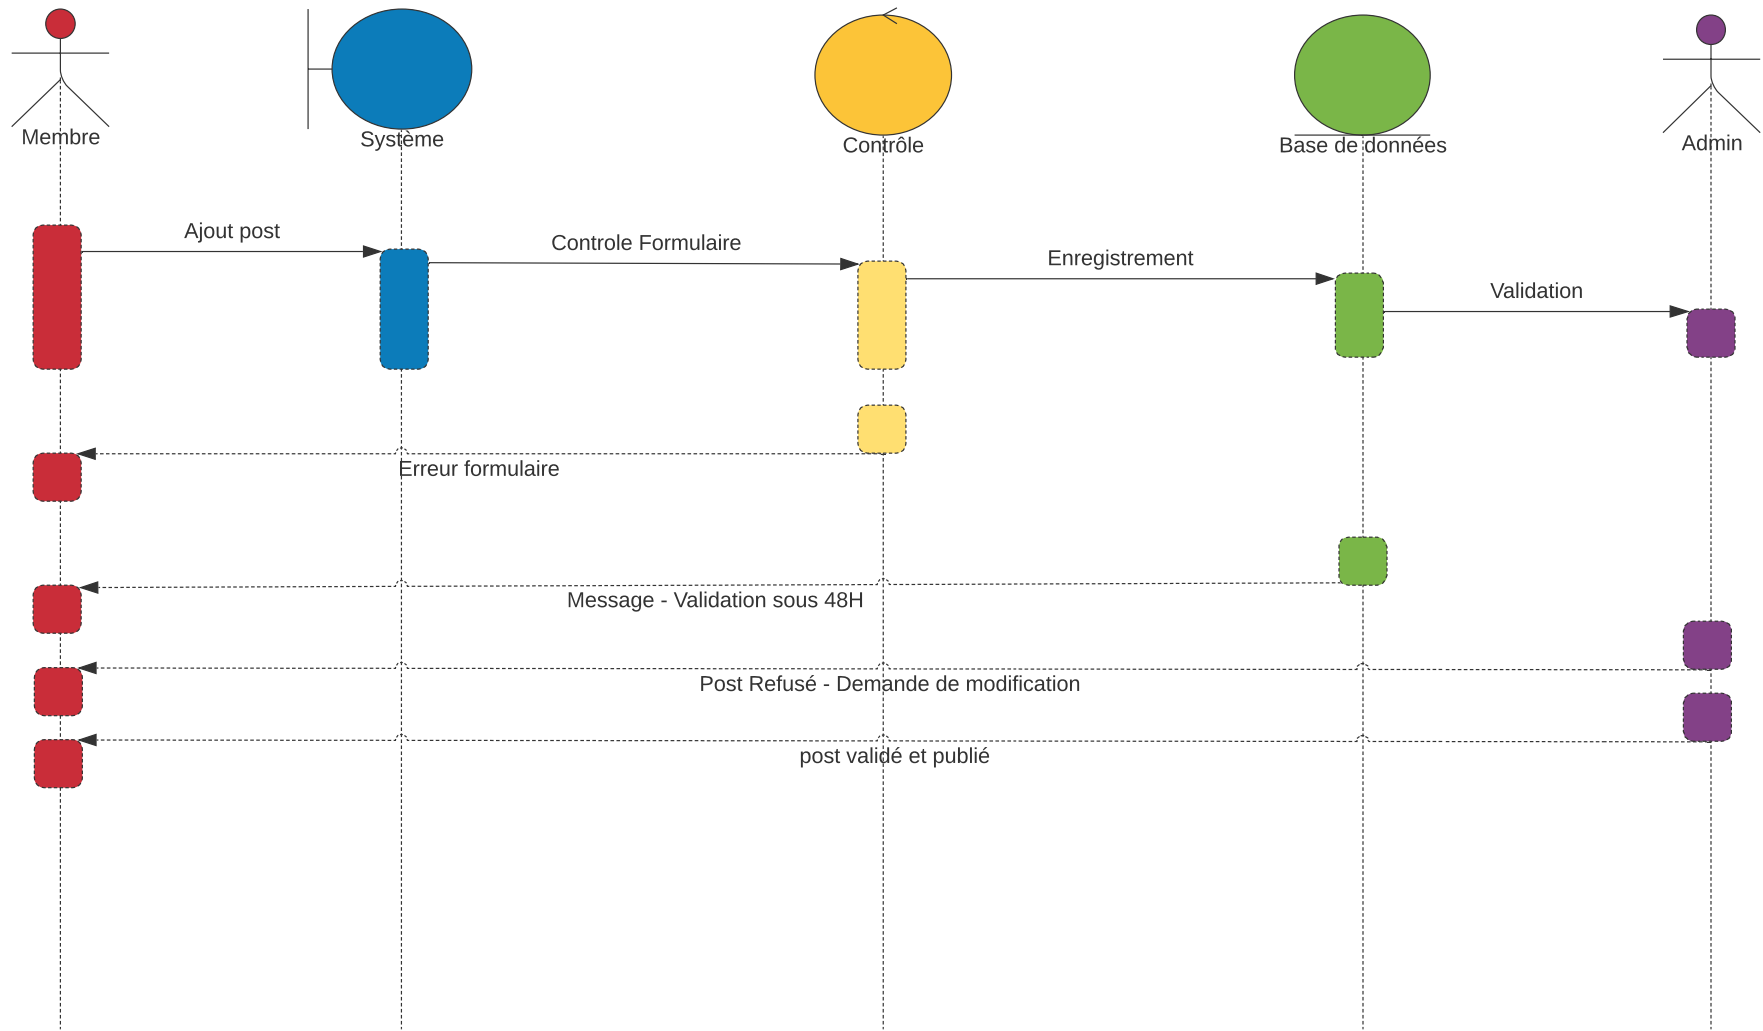 Membre
Système
Contrôle
Base de données
Admin
Ajout post
Controle Formulaire
Enregistrement
Validation
Erreur formulaire
Message - Validation sous 48H
Post Refusé - Demande de modification
post validé et publié